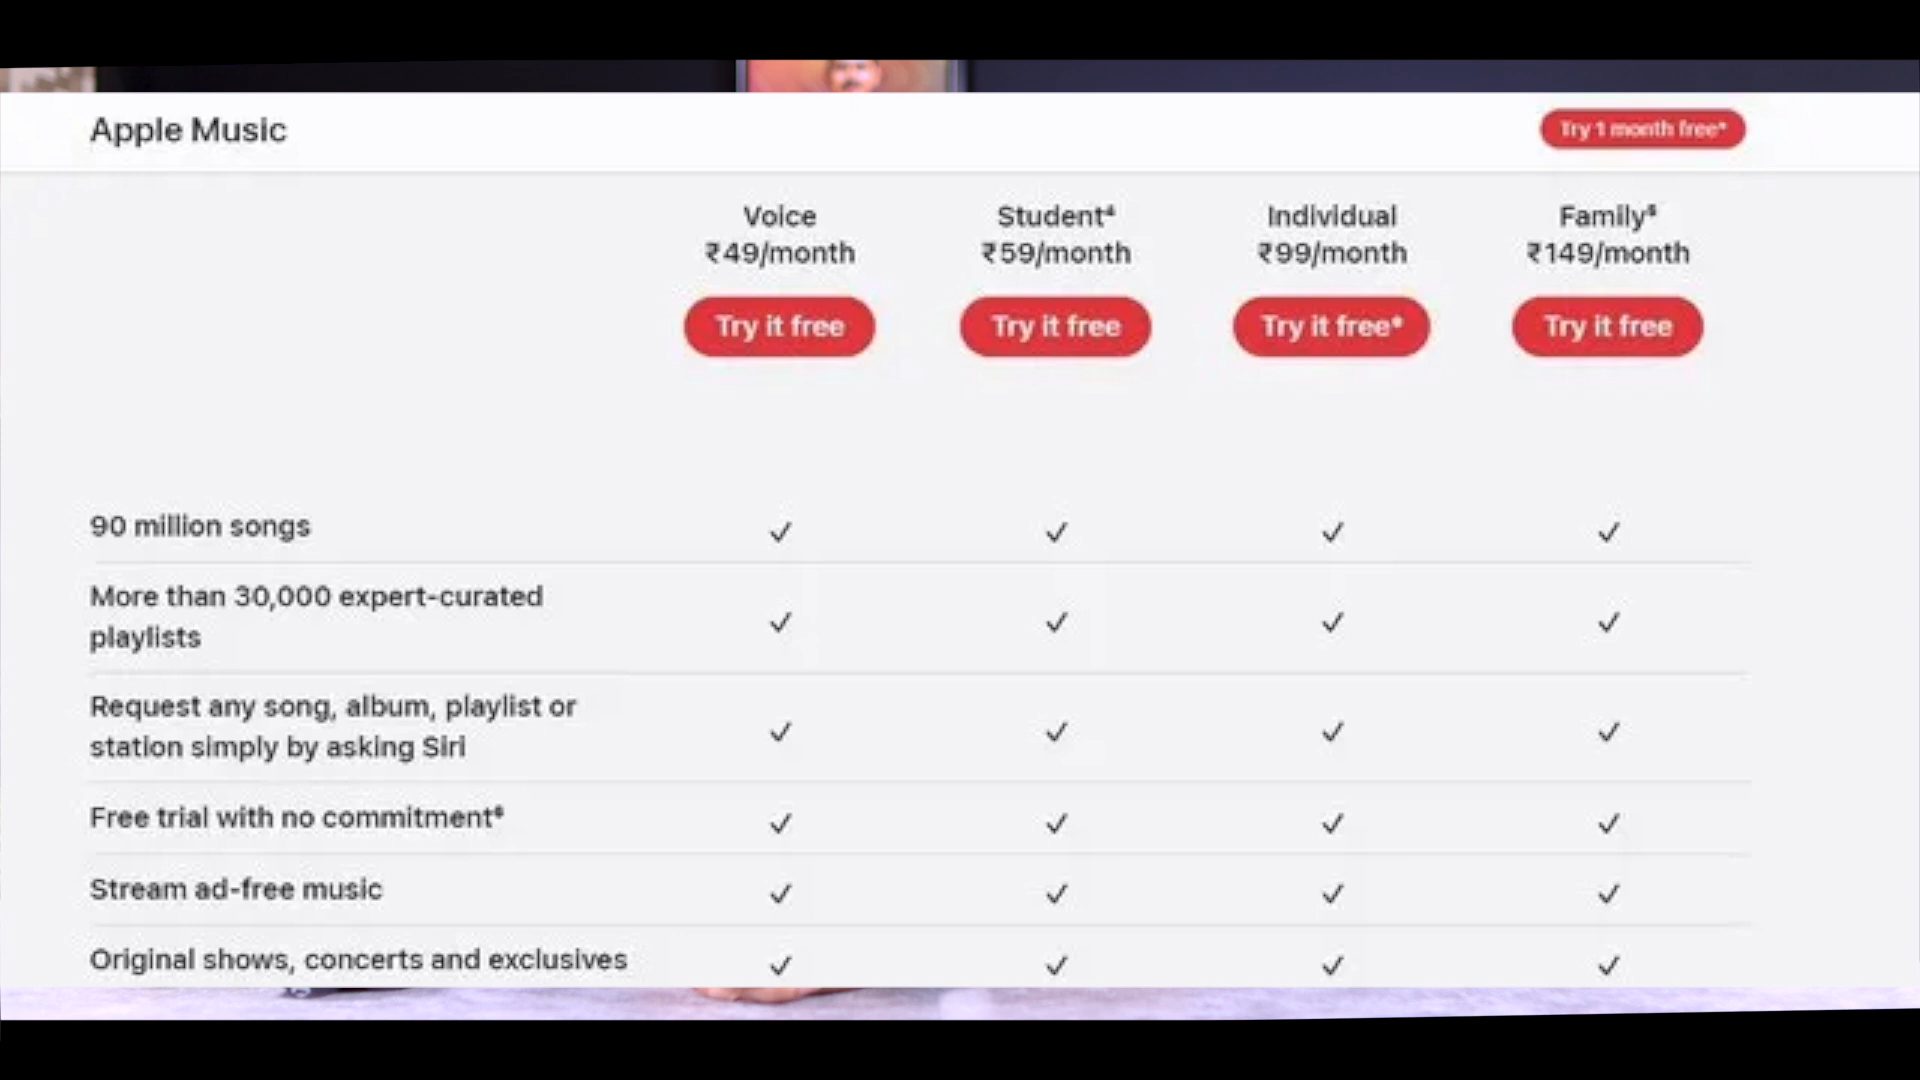 Apple Music
Try 1 month free*
Voice
₹49/month
Student⁴
₹59/month
Individual
₹99/month
Family⁵
₹149/month
Try it free
Try it free
Try it free*
Try it free
90 million songs
More than 30,000 expert-curated
playlists
Request any song, album, playlist or
station simply by asking Siri
Free trial with no commitment⁶
Stream ad-free music
Original shows, concerts and exclusives